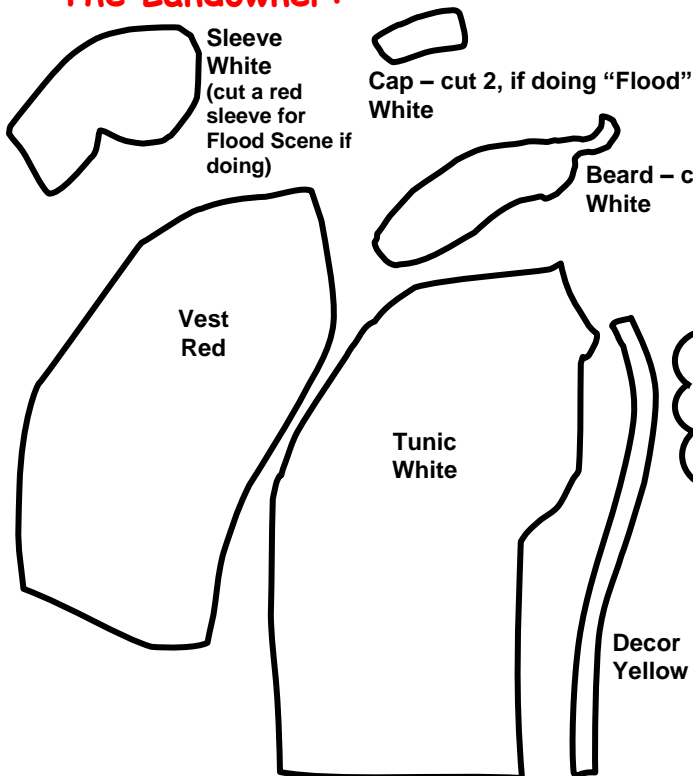 The Landowner:
Sleeve
White
(cut a red
sleeve for
Flood Scene if
doing)
Cap – cut 2, if doing “Flood”
White
Beard – c
White
Vest
Red
Tunic
White
Decor
Yellow